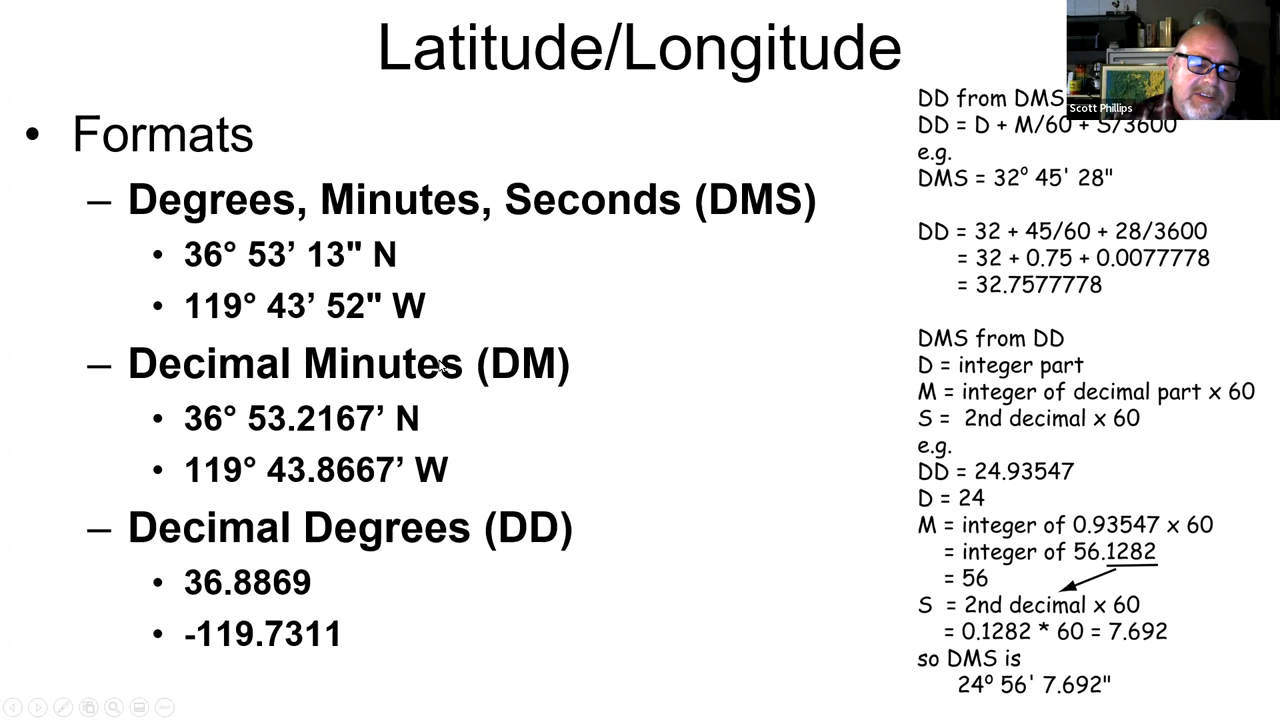 Latitude/Longitude
• Formats
– Degrees, Minutes, Seconds (DMS)
• 36° 53’ 13" N
• 119° 43’ 52" W
– Decimal Minutes (DM)
• 36° 53.2167’ N
• 119° 43.8667’ W
– Decimal Degrees (DD)
• 36.8869
• -119.7311
Scott Phillips
DD from DMS
DD = D + M/60 + S/3600
e.g.
DMS = 32° 45' 28"
DD = 32 + 45/60 + 28/3600
= 32 + 0.75 + 0.0077778
= 32.7577778
DMS from DD
D = integer part
M = integer of decimal part x 60
S = 2nd decimal x 60
e.g.
DD = 24.93547
D = 24
M = integer of 0.93547 x 60
= integer of 56.1282
= 56
S = 2nd decimal x 60
= 0.1282 * 60 = 7.692
so DMS is
24° 56' 7.692"